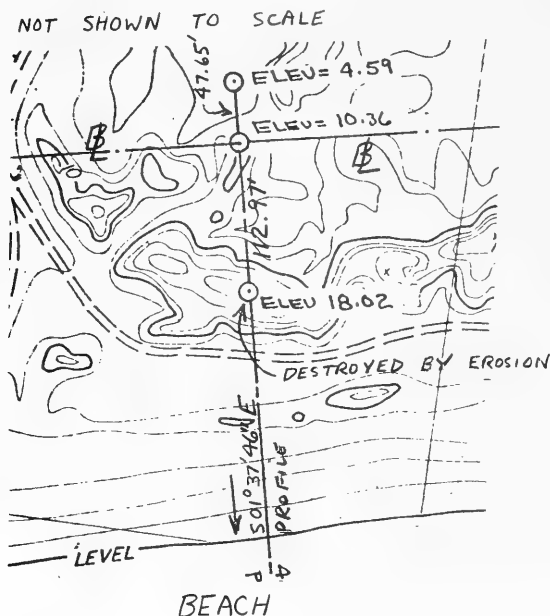 NOT SHOWN TO SCALE
47.65'
ELEV= 4.59
ELEV= 10.36
℄
℄
10
112.97'
ELEV 18.02
DESTROYED BY EROSION
S01°37'46"E
PROFILE
LEVEL
BEACH